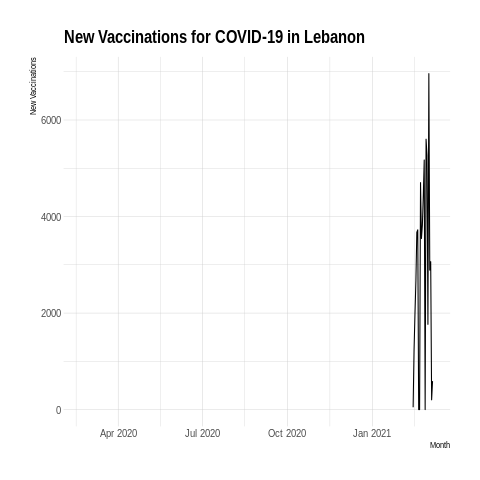 New Vaccinations for COVID-19 in Lebanon
New Vaccinations
6000
4000
2000
0
Apr 2020
Jul 2020
Oct 2020
Jan 2021
Month